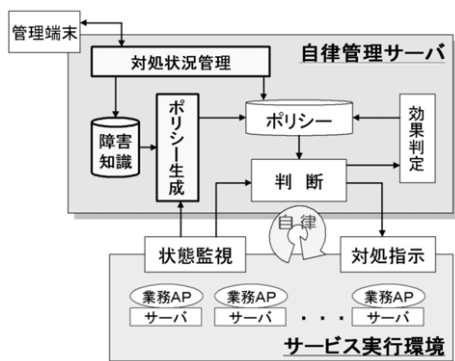 管理端末
自律管理サーバ
対処状況管理
障害
知識
ポリシー生成
ポリシー
効果判定
判断
自律
状態監視
対処指示
業務AP
サーバ
業務AP
サーバ
・・・
業務AP
サーバ
サービス実行環境